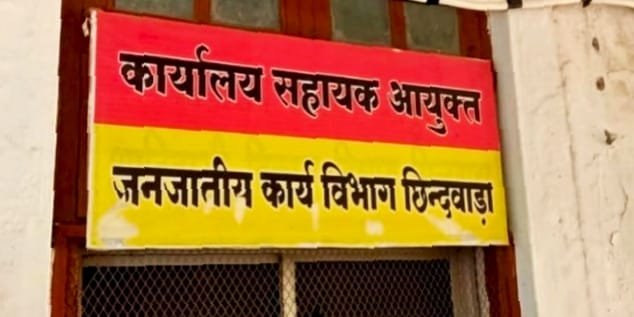 कार्यालय सहायक आयुक्त
जनजातीय कार्य विभाग छिन्दवाड़ा